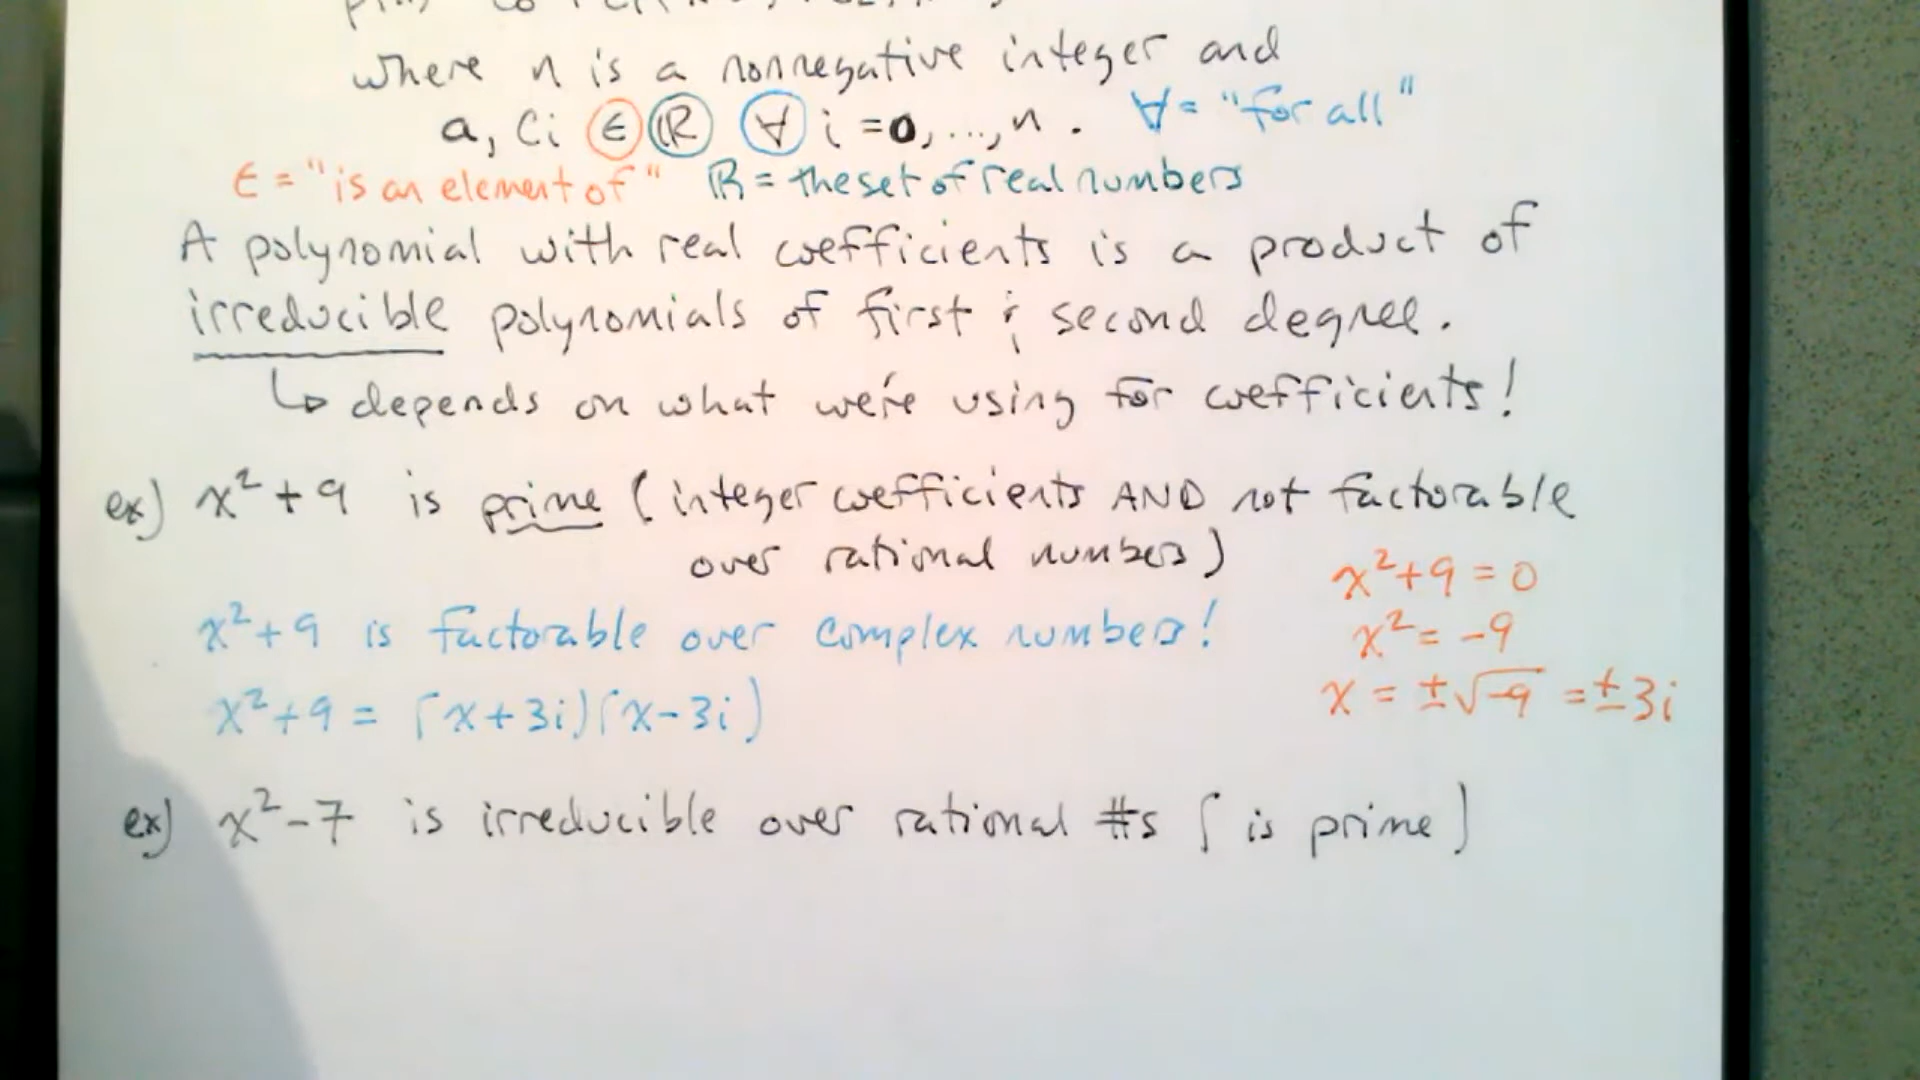 where n is a nonnegative integer and
a, Ci ∈ ℝ ∀ i = 0, ..., n. ∀ = "for all"
∈ = "is an element of" ℝ = the set of real numbers
A polynomial with real coefficients is a product of
irreducible polynomials of first & second degree.
↳ depends on what we're using for coefficients!
ex) x² + 9 is prime (integer coefficients AND not factorable
over rational numbers)
x² + 9 = 0
x² + 9 is factorable over complex numbers!
x² = -9
x² + 9 = (x + 3i)(x - 3i)
x = ±√-9 = ±3i
ex) x² - 7 is irreducible over rational #s (is prime)